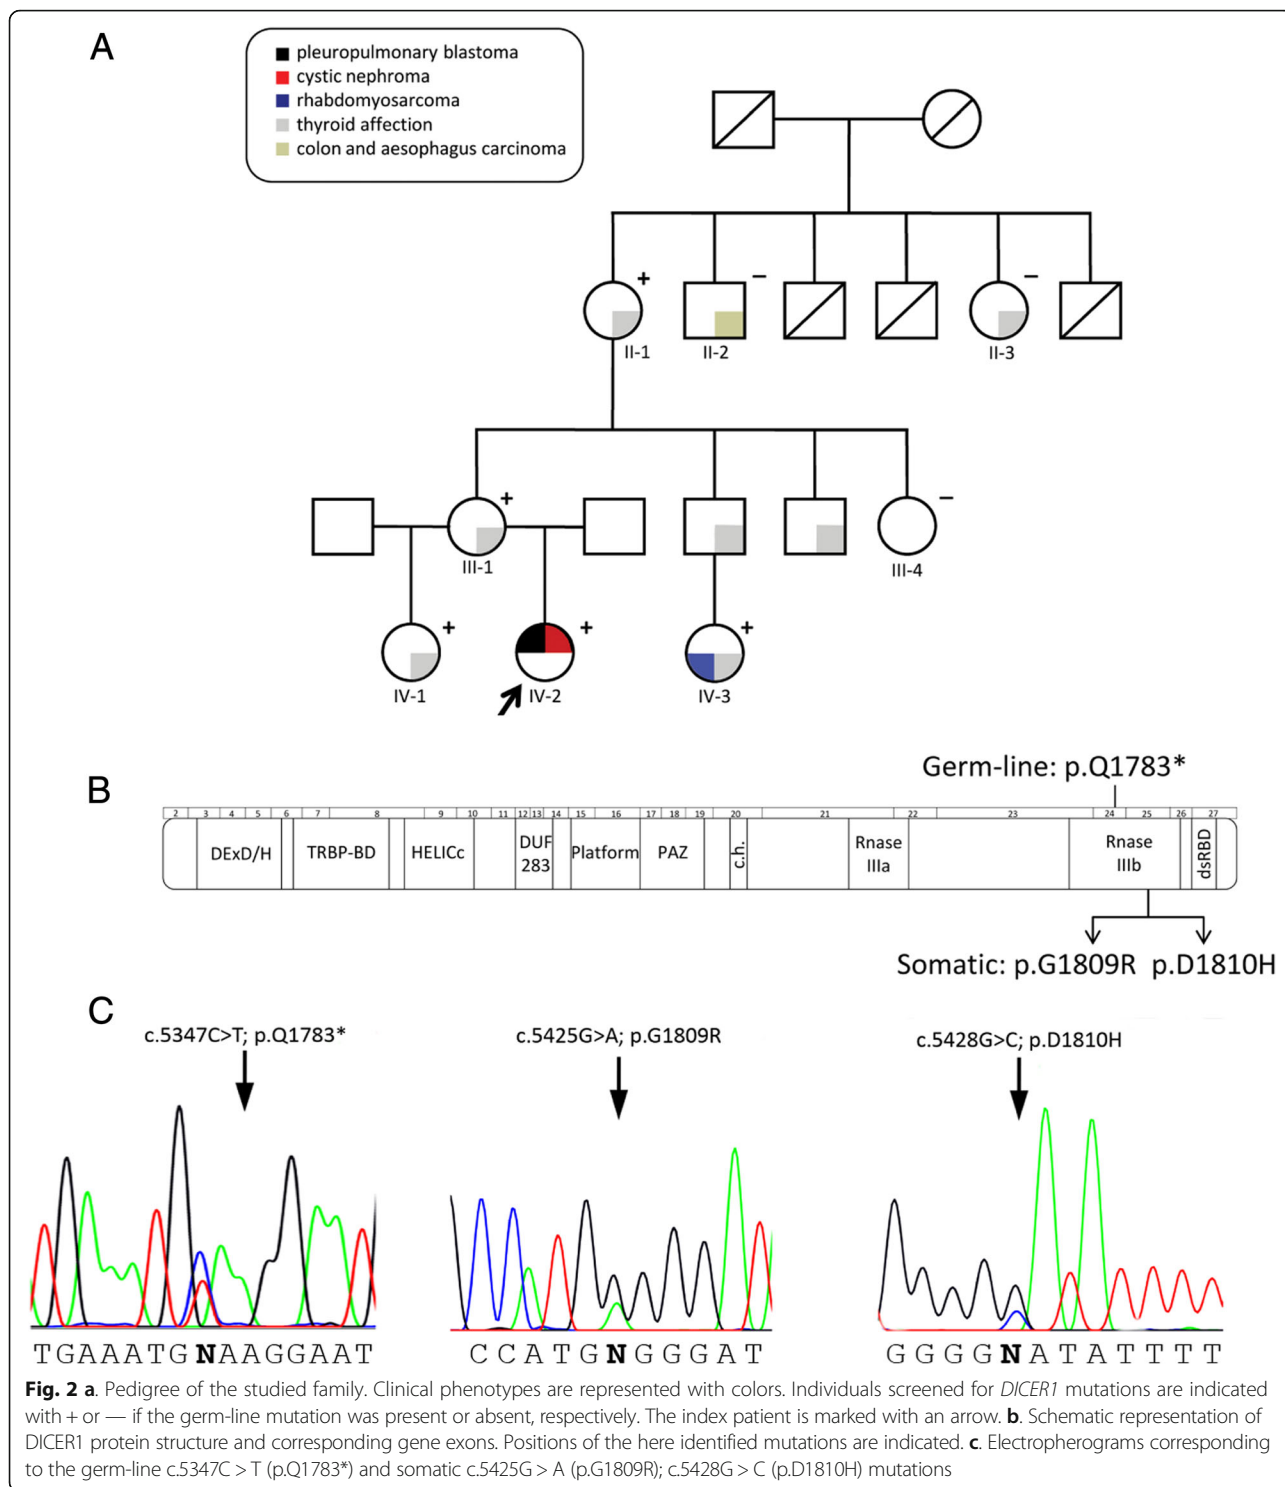 A
pleuropulmonary blastoma
cystic nephroma
rhabdomyosarcoma
thyroid affection
colon and aesophagus carcinoma
+ − −
II-1 II-2 II-3
+ −
III-1 III-4
+ + +
IV-1 IV-2 IV-3
B
Germ-line: p.Q1783*
2 3 4 5 6 7 8 9 10 11 12 13 14 15 16 17 18 19 20 21 22 23 24 25 26 27
DExD/H TRBP-BD HELICc DUF 283 Platform PAZ c.h. Rnase IIIa Rnase IIIb dsRBD
Somatic: p.G1809R p.D1810H
C
c.5347C>T; p.Q1783* c.5425G>A; p.G1809R c.5428G>C; p.D1810H
TGAAATGNAAGGAAT CCATGNGGGAT GGGGNATATTTT
Fig. 2 a. Pedigree of the studied family. Clinical phenotypes are represented with colors. Individuals screened for DICER1 mutations are indicated
with + or — if the germ-line mutation was present or absent, respectively. The index patient is marked with an arrow. b. Schematic representation of
DICER1 protein structure and corresponding gene exons. Positions of the here identified mutations are indicated. c. Electropherograms corresponding
to the germ-line c.5347C > T (p.Q1783*) and somatic c.5425G > A (p.G1809R); c.5428G > C (p.D1810H) mutations